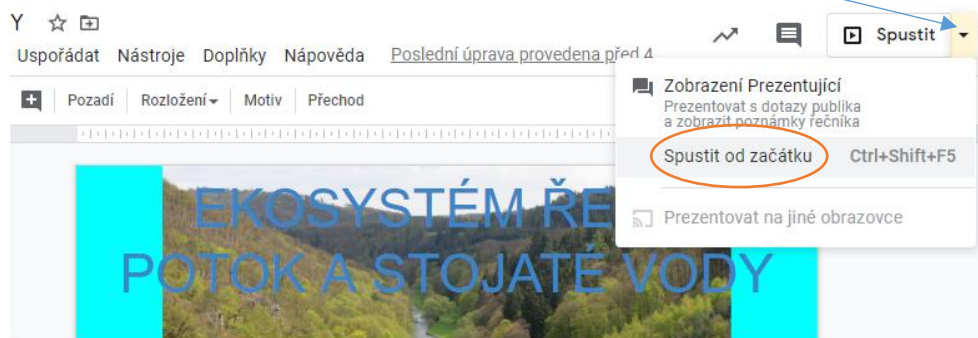 Y
Spustit
Uspořádat Nástroje Doplňky Nápověda Poslední úprava provedena před 4
Zobrazení Prezentující
Prezentovat s dotazy publika
a zobrazit poznámky řečníka
Pozadí Rozložení Motiv Přechod
Spustit od začátku Ctrl+Shift+F5
Prezentovat na jiné obrazovce
EKOSYSTÉM ŘE
POTOK A STOJATÉ VODY